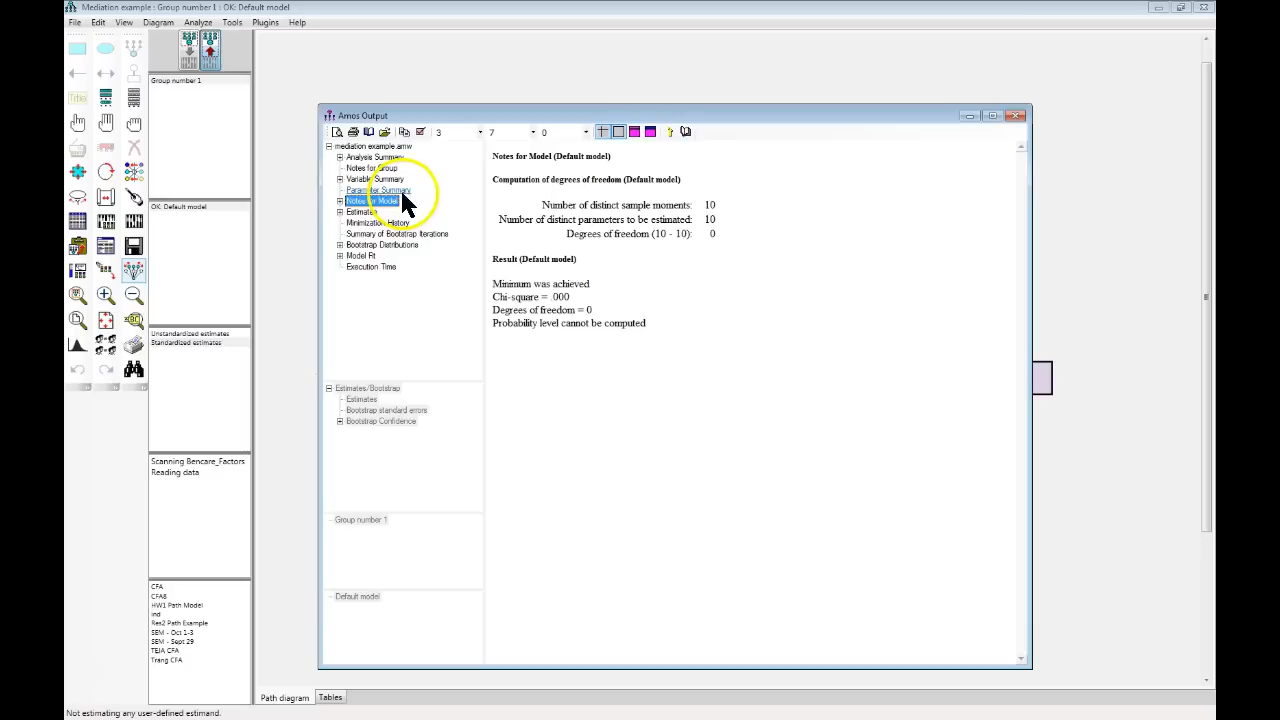 Mediation example : Group number 1 : OK: Default model
File Edit View Diagram Analyze Tools Plugins Help
Title
Group number 1
OK: Default model
Unstandardized estimates
Standardized estimates
Scanning Bencare_Factors
Reading data
CFA
CFA8
HW1 Path Model
ind
Res2 Path Example
SEM - Oct 1-3
SEM - Sept 29
TEJA CFA
Trang CFA
Amos Output
3 7 0
mediation example.amw
Analysis Summary
Notes for Group
Variable Summary
Parameter Summary
Notes for Model
Estimates
Minimization History
Summary of Bootstrap Iterations
Bootstrap Distributions
Model Fit
Execution Time
Estimates/Bootstrap
Estimates
Bootstrap standard errors
Bootstrap Confidence
Group number 1
Default model
Notes for Model (Default model)
Computation of degrees of freedom (Default model)
Number of distinct sample moments: 10
Number of distinct parameters to be estimated: 10
Degrees of freedom (10 - 10): 0
Result (Default model)
Minimum was achieved
Chi-square = .000
Degrees of freedom = 0
Probability level cannot be computed
Path diagram Tables
Not estimating any user-defined estimand.